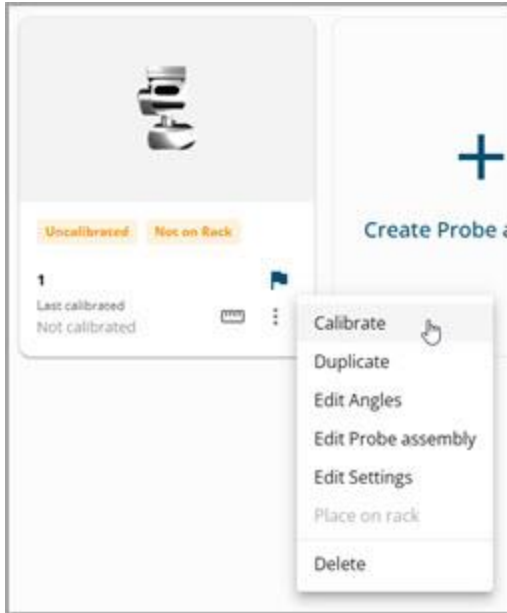 Uncalibrated Not on Rack
Create Probe
1
Last calibrated
Not calibrated
Calibrate
Duplicate
Edit Angles
Edit Probe assembly
Edit Settings
Place on rack
Delete